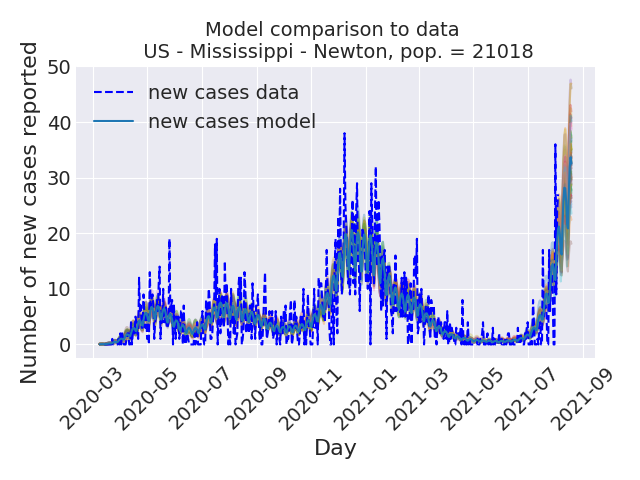 Model comparison to data
US - Mississippi - Newton, pop. = 21018
Number of new cases reported
50
40
30
20
10
0
new cases data
new cases model
2020-03
2020-05
2020-07
2020-09
2020-11
2021-01
2021-03
2021-05
2021-07
2021-09
Day